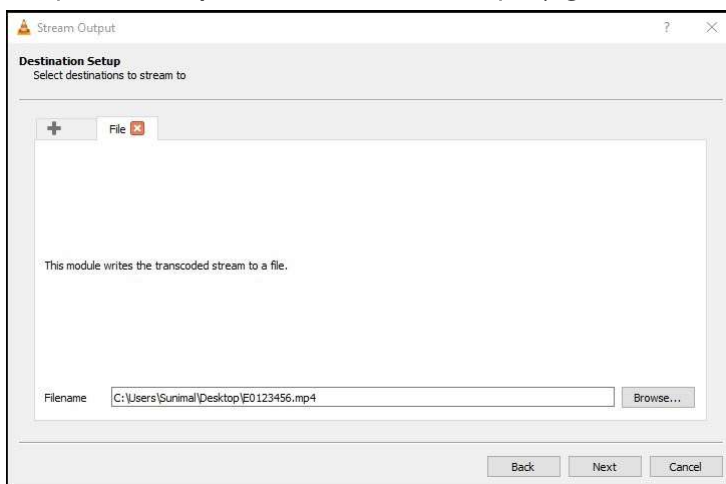 Stream Output
Destination Setup
Select destinations to stream to
File
This module writes the transcoded stream to a file.
Filename C:\Users\Sunimal\Desktop\E0123456.mp4 Browse...
Back Next Cancel